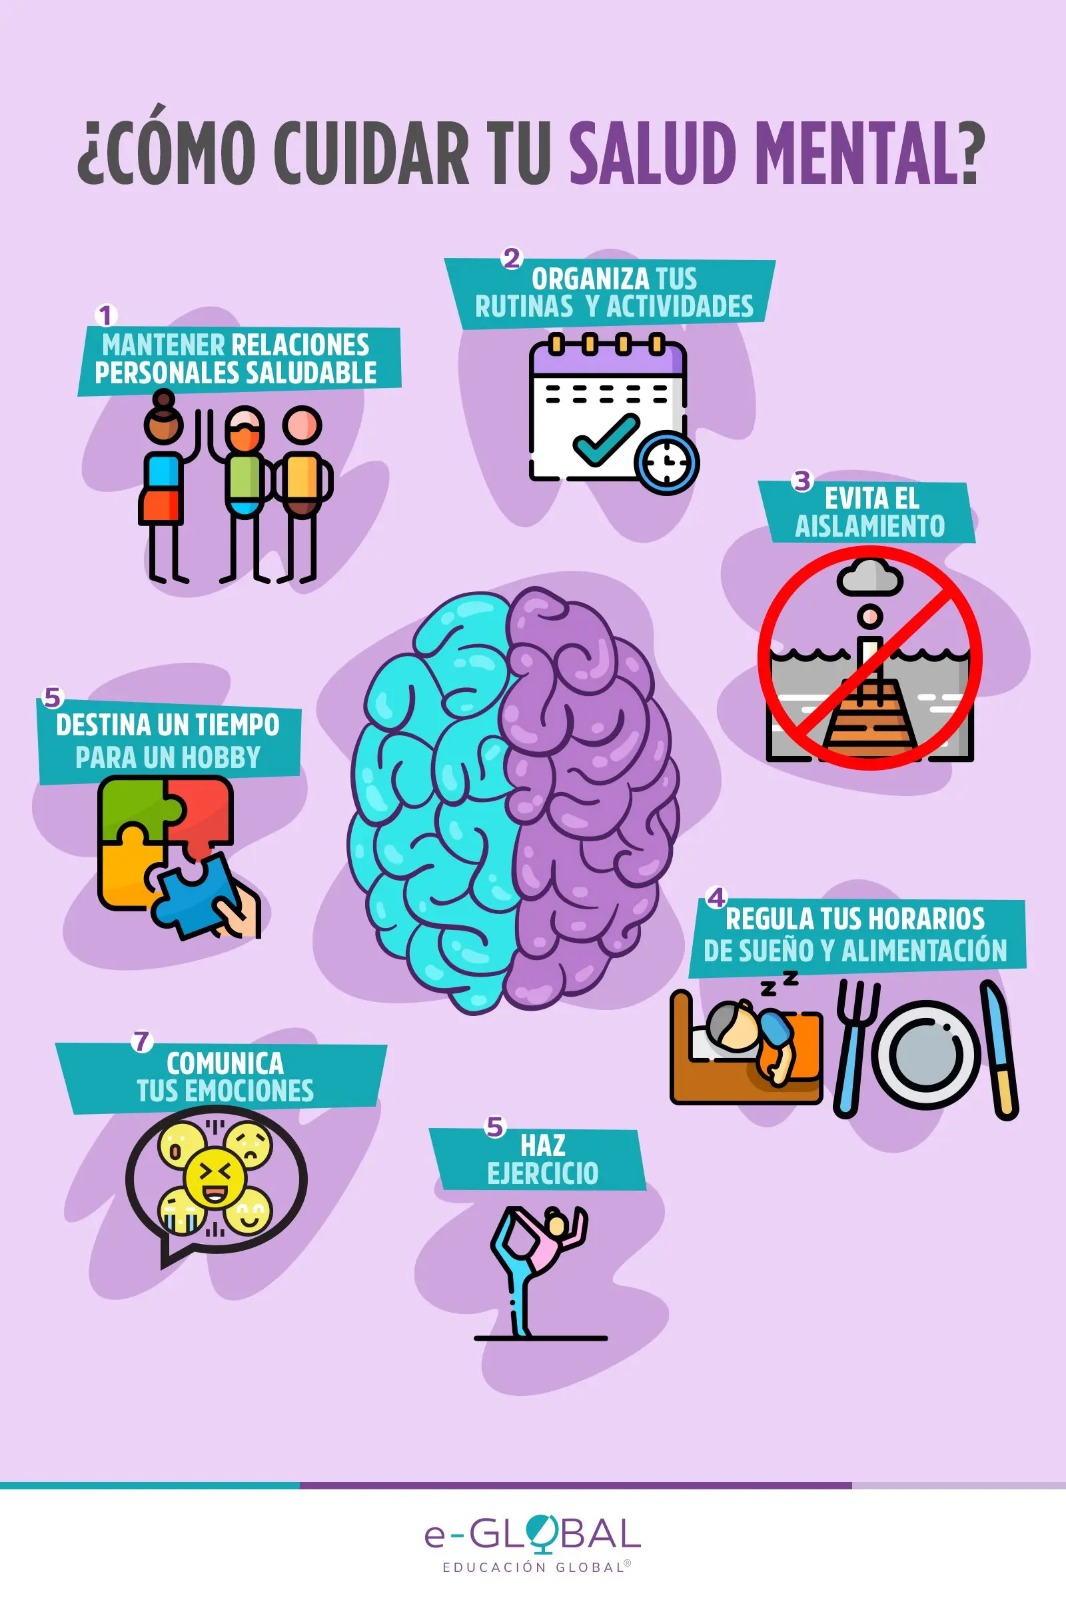 ¿CÓMO CUIDAR TU SALUD MENTAL?
1
MANTENER RELACIONES
PERSONALES SALUDABLE
2
ORGANIZA TUS
RUTINAS Y ACTIVIDADES
3
EVITA EL
AISLAMIENTO
4
REGULA TUS HORARIOS
DE SUEÑO Y ALIMENTACIÓN
z z
5
HAZ
EJERCICIO
7
COMUNICA
TUS EMOCIONES
5
DESTINA UN TIEMPO
PARA UN HOBBY
e-GLOBAL
EDUCACIÓN GLOBAL®